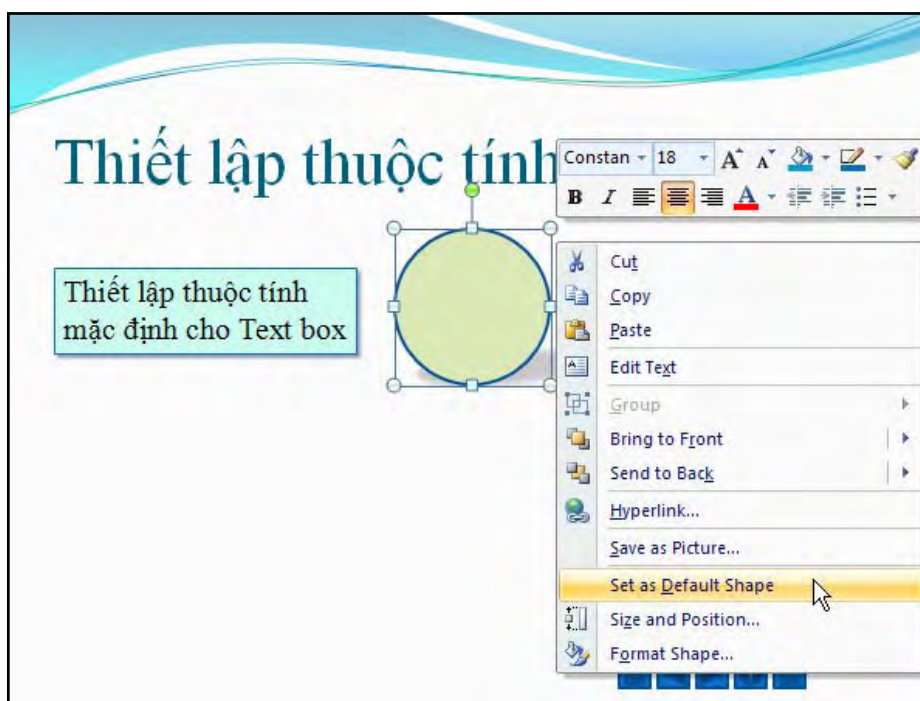 Thiết lập thuộc tính
Constan 18 A A
B I A
Thiết lập thuộc tính
mặc định cho Text box
Cut
Copy
Paste
Edit Text
Group
Bring to Front
Send to Back
Hyperlink...
Save as Picture...
Set as Default Shape
Size and Position...
Format Shape...